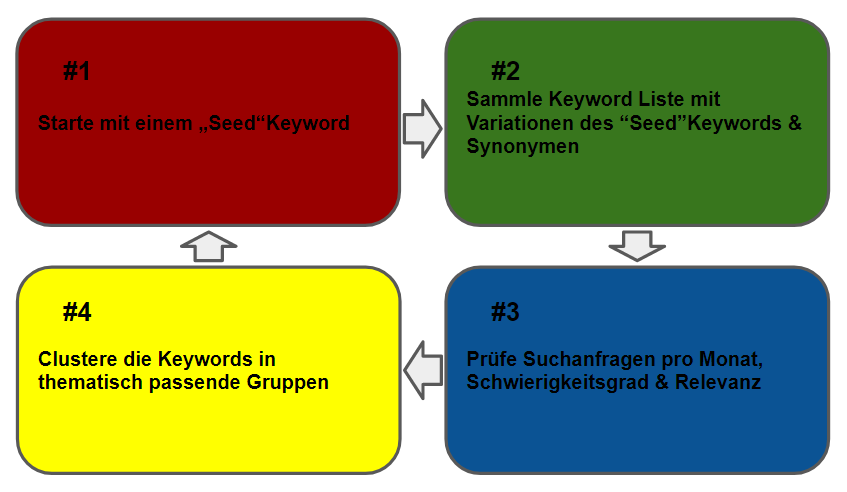 #1
Starte mit einem „Seed“Keyword
#2
Sammle Keyword Liste mit
Variationen des “Seed”Keywords &
Synonymen
#3
Prüfe Suchanfragen pro Monat,
Schwierigkeitsgrad & Relevanz
#4
Clustere die Keywords in
thematisch passende Gruppen